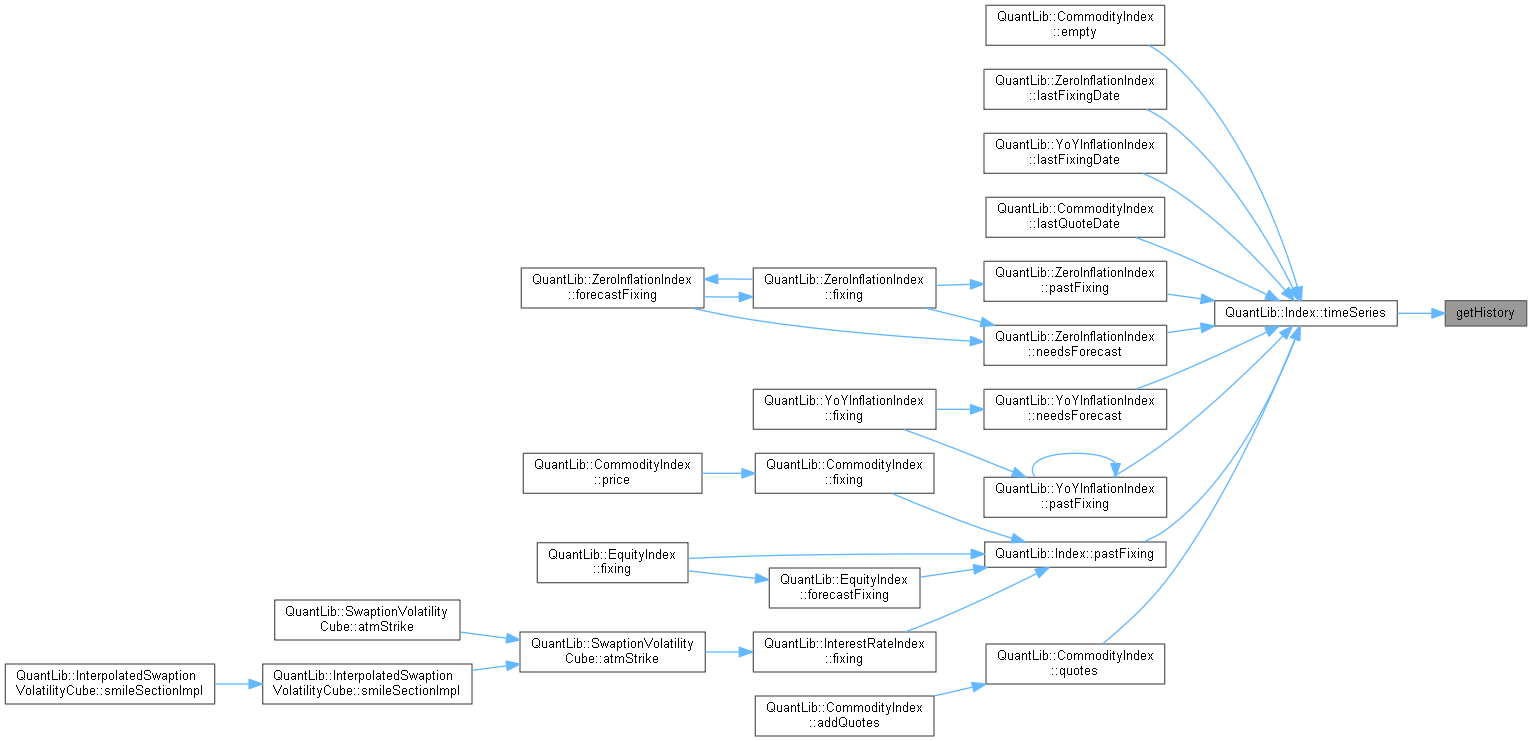 QuantLib::CommodityIndex
::empty
QuantLib::ZeroInflationIndex
::lastFixingDate
QuantLib::YoYInflationIndex
::lastFixingDate
QuantLib::CommodityIndex
::lastQuoteDate
QuantLib::ZeroInflationIndex
::forecastFixing
QuantLib::ZeroInflationIndex
::fixing
QuantLib::ZeroInflationIndex
::pastFixing
QuantLib::Index::timeSeries
getHistory
QuantLib::ZeroInflationIndex
::needsForecast
QuantLib::YoYInflationIndex
::fixing
QuantLib::YoYInflationIndex
::needsForecast
QuantLib::CommodityIndex
::price
QuantLib::CommodityIndex
::fixing
QuantLib::YoYInflationIndex
::pastFixing
QuantLib::EquityIndex
::fixing
QuantLib::Index::pastFixing
QuantLib::EquityIndex
::forecastFixing
QuantLib::SwaptionVolatility
Cube::atmStrike
QuantLib::SwaptionVolatility
Cube::atmStrike
QuantLib::InterestRateIndex
::fixing
QuantLib::CommodityIndex
::quotes
QuantLib::InterpolatedSwaption
VolatilityCube::smileSectionImpl
QuantLib::InterpolatedSwaption
VolatilityCube::smileSectionImpl
QuantLib::CommodityIndex
::addQuotes